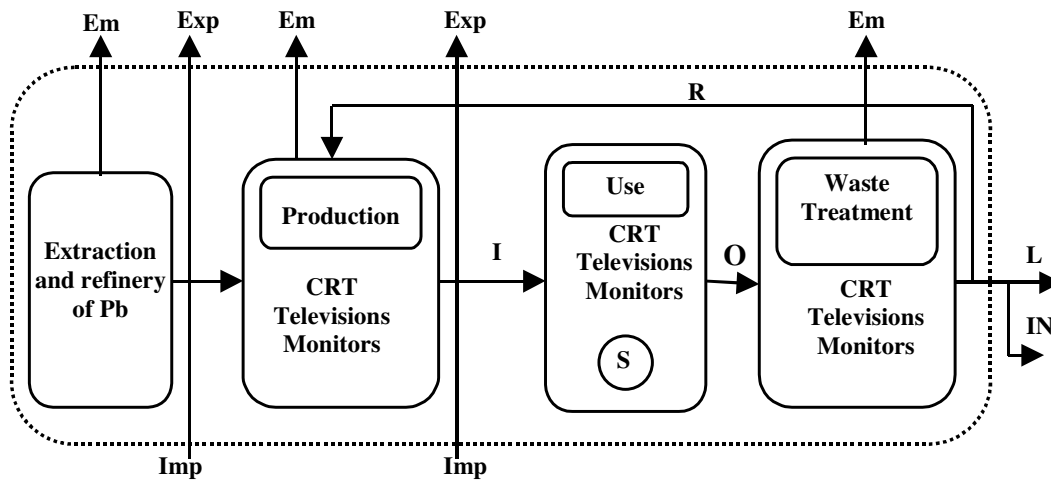 Em
Exp
Em
Exp
Em
R
Extraction
and refinery
of Pb
Production
CRT
Televisions
Monitors
I
Use
CRT
Televisions
Monitors
S
O
Waste
Treatment
CRT
Televisions
Monitors
L
IN
Imp
Imp